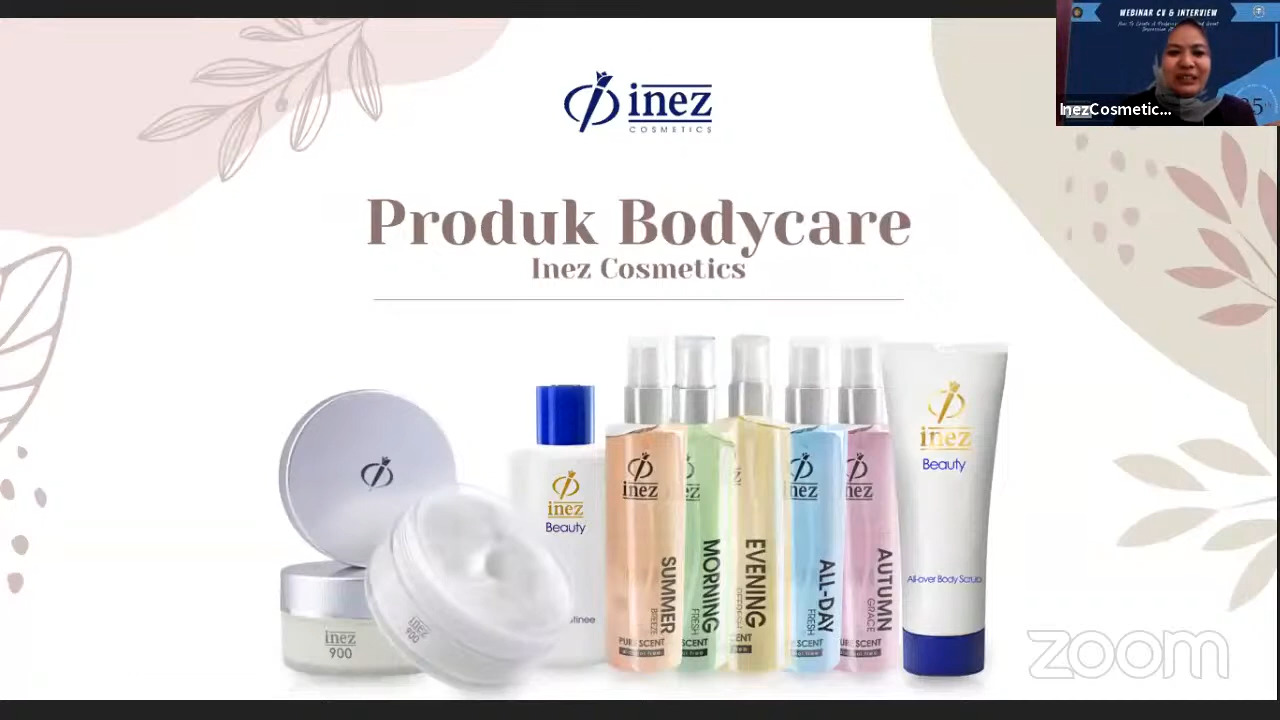 WEBINAR CV & INTERVIEW
InezCosmetic...
inez
COSMETICS
Produk Bodycare
Inez Cosmetics
inez
900
inez
900
inez
Beauty
inez
SUMMER
BREEZE
PURE SCENT
MORNING
FRESH
SCENT
EVENING
inez
ALL-DAY
FRESH
SCENT
inez
AUTUMN
GRACE
inez
Beauty
All-over Body Scrub
zoom